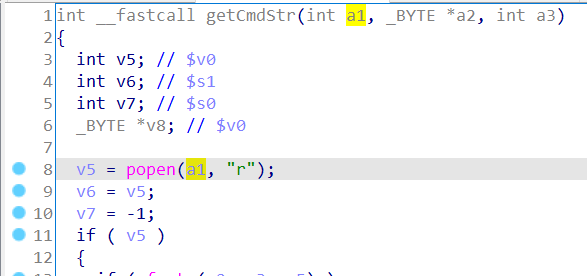 1 int __fastcall getCmdStr(int a1, _BYTE *a2, int a3)
2 {
3 int v5; // $v0
4 int v6; // $s1
5 int v7; // $s0
6 _BYTE *v8; // $v0
7
8 v5 = popen(a1, "r");
9 v6 = v5;
10 v7 = -1;
11 if ( v5 )
12 {